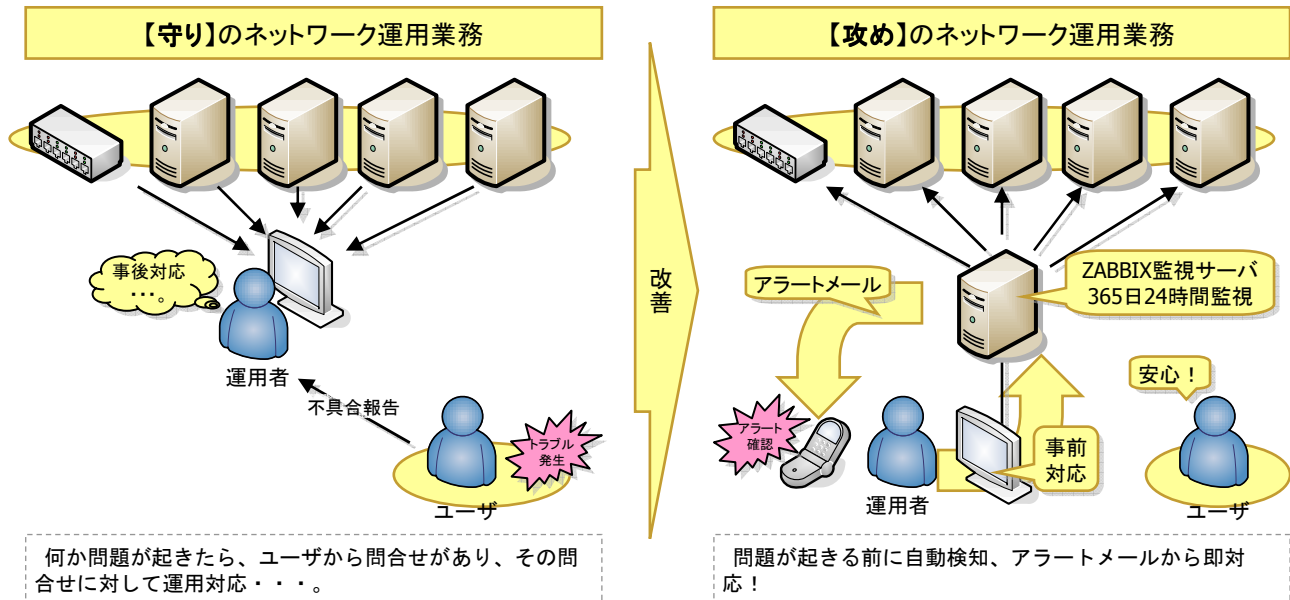 【守り】のネットワーク運用業務
事後対応
・・・。
運用者
不具合報告
トラブル
発生
ユーザ
何か問題が起きたら、ユーザから問合せがあり、その問
合せに対して運用対応・・・。
改
善
【攻め】のネットワーク運用業務
アラートメール
ZABBIX監視サーバ
365日24時間監視
安心！
アラート
確認
事前
対応
運用者
ユーザ
問題が起きる前に自動検知、アラートメールから即対
応！